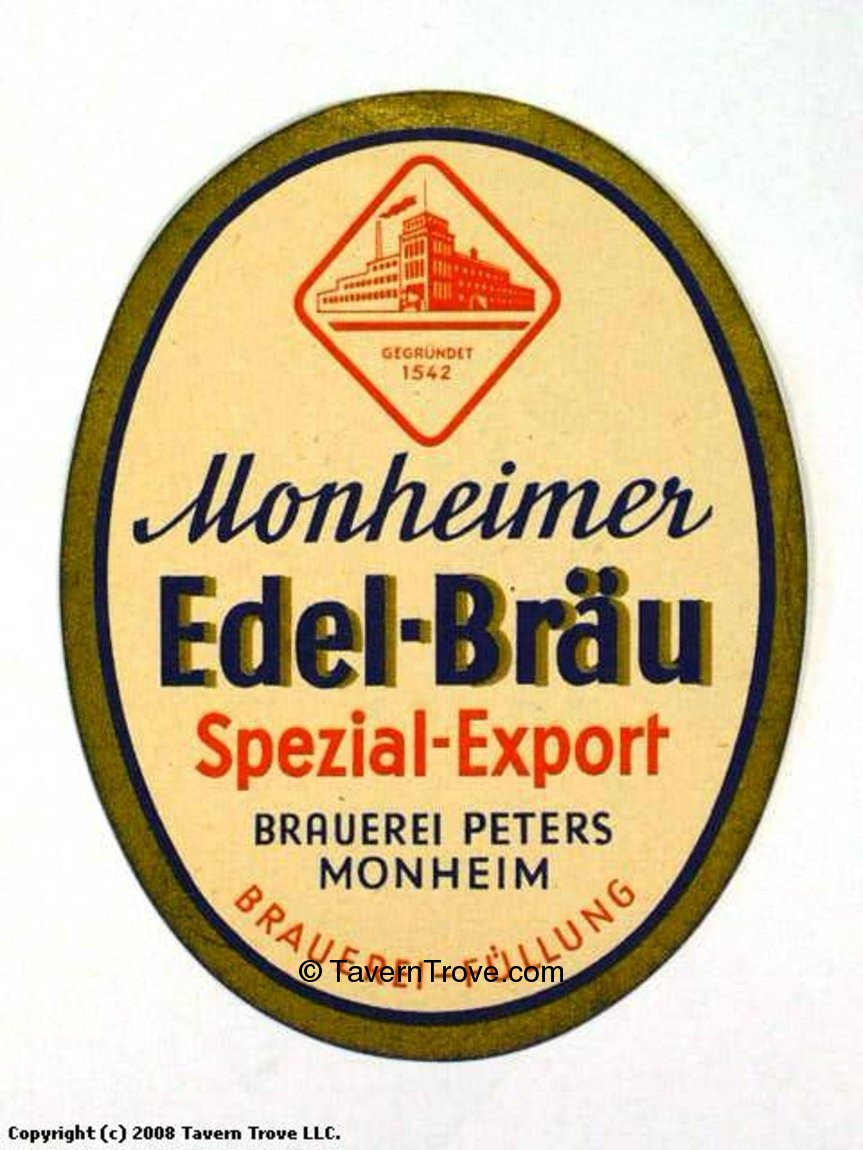 GEGRÜNDET
1542
Monheimer
Edel-Bräu
Spezial-Export
BRAUEREI PETERS
MONHEIM
BRAUEREI-FÜLLUNG
© TavernTrove.com
Copyright (c) 2008 Tavern Trove LLC.